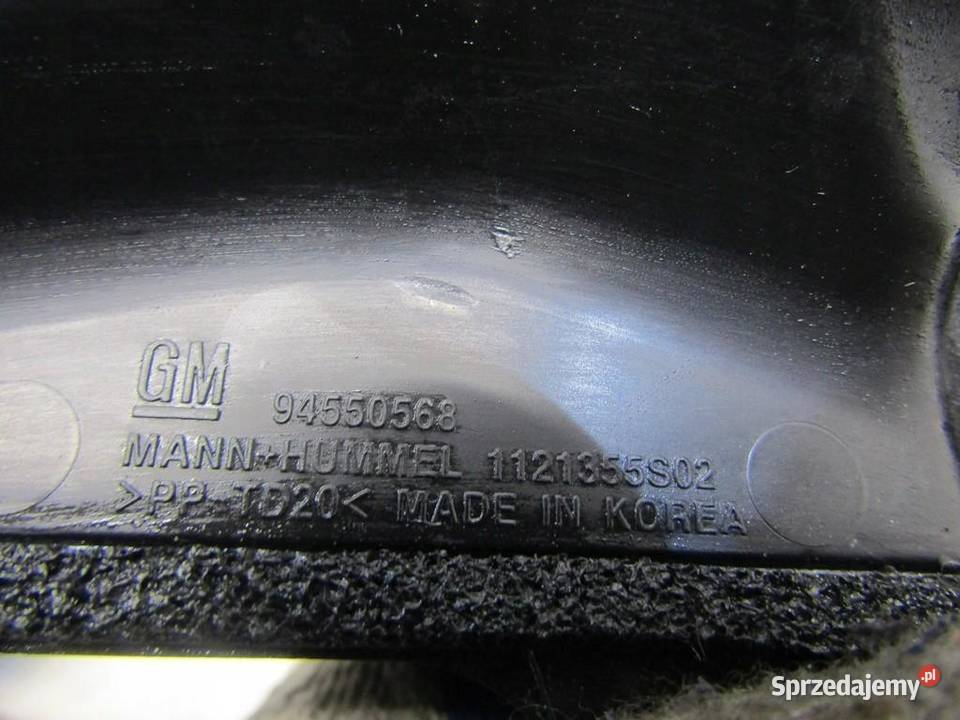 GM 94550568
MANN+HUMMEL 1121355S02
>PP-TD20< MADE IN KOREA
Sprzedajemy.pl